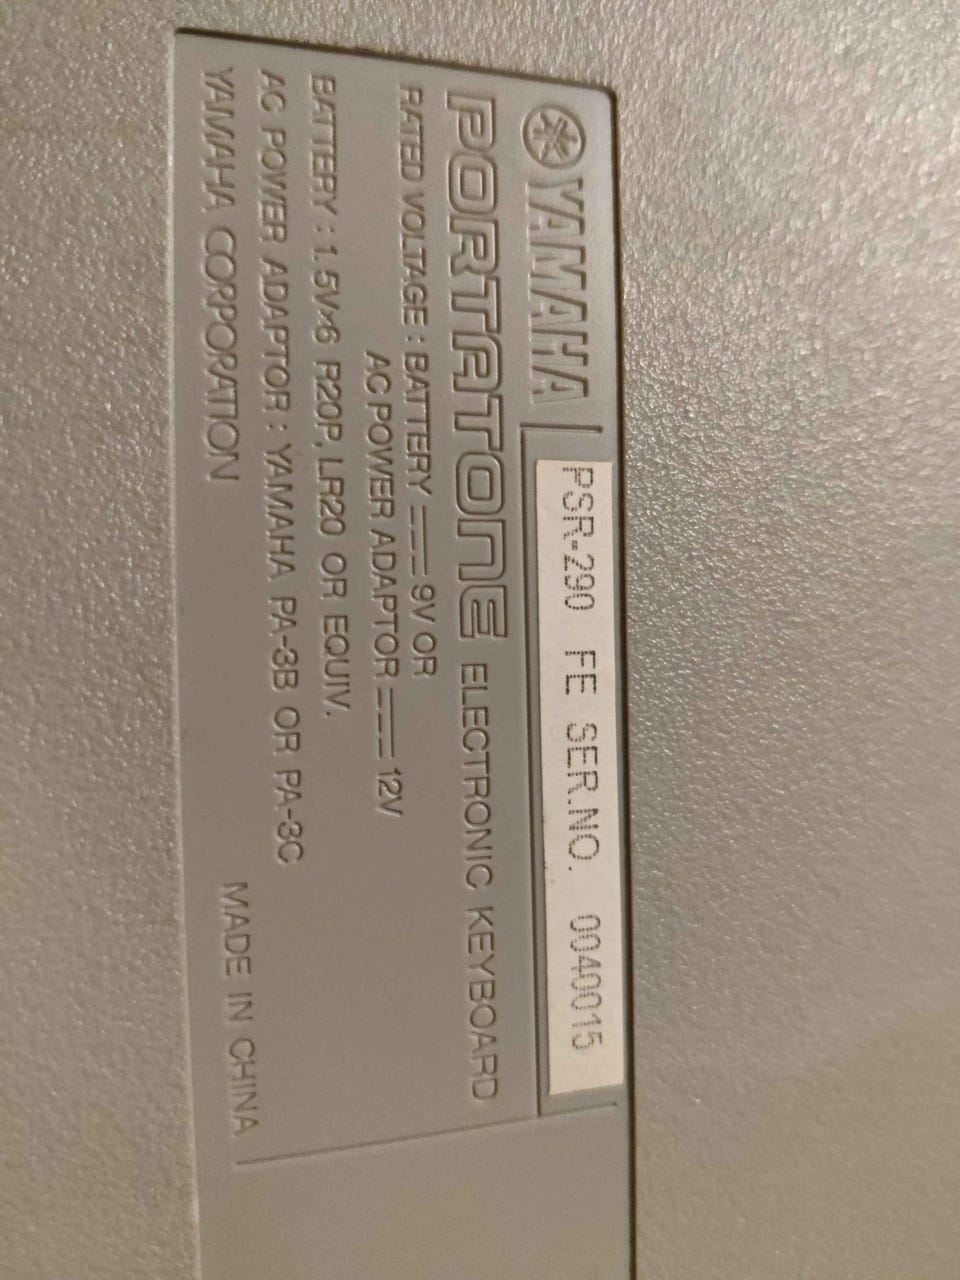 YAMAHA
PSR-290 FE SER.NO. 0040015
PORTATONE ELECTRONIC KEYBOARD
RATED VOLTAGE : BATTERY ⎓ 9V OR
AC POWER ADAPTOR ⎓ 12V
BATTERY : 1.5V×6 R20P, LR20 OR EQUIV.
AC POWER ADAPTOR : YAMAHA PA-3B OR PA-3C
YAMAHA CORPORATION
MADE IN CHINA